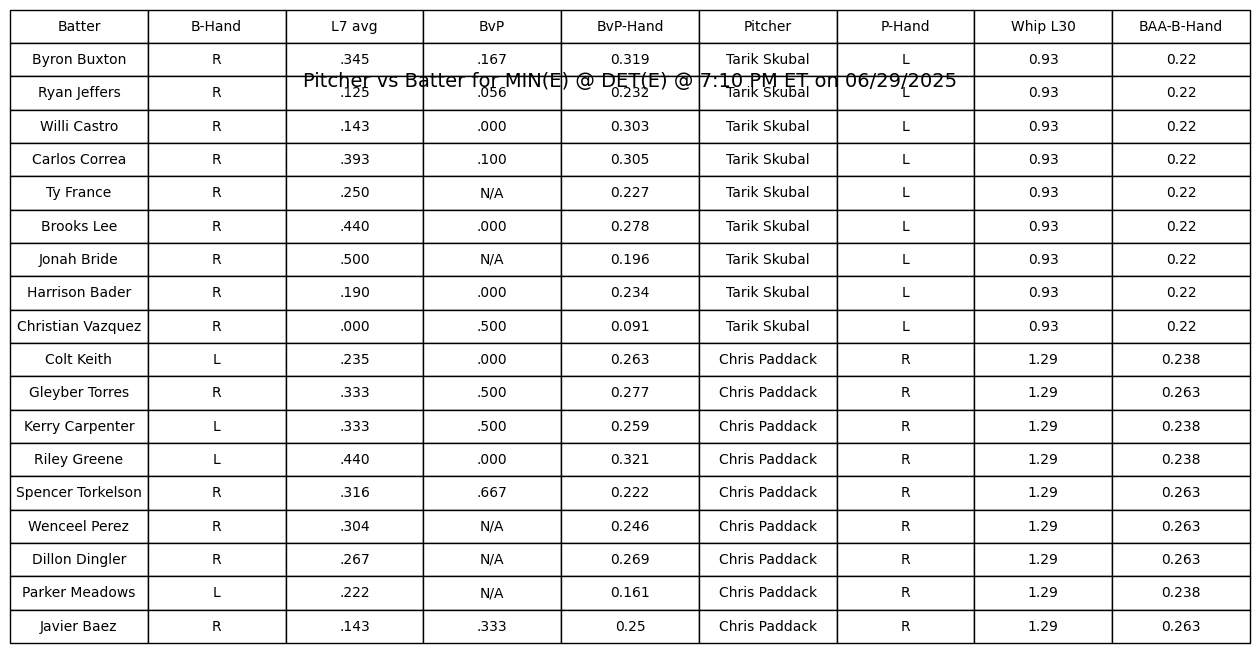 Batter B-Hand L7 avg BvP BvP-Hand Pitcher P-Hand Whip L30 BAA-B-Hand
Byron Buxton R .345 .167 0.319 Tarik Skubal L 0.93 0.22
Pitcher vs Batter for MIN(E) @ DET(E) @ 7:10 PM ET on 06/29/2025
Ryan Jeffers R .125 .056 0.232 Tarik Skubal L 0.93 0.22
Willi Castro R .143 .000 0.303 Tarik Skubal L 0.93 0.22
Carlos Correa R .393 .100 0.305 Tarik Skubal L 0.93 0.22
Ty France R .250 N/A 0.227 Tarik Skubal L 0.93 0.22
Brooks Lee R .440 .000 0.278 Tarik Skubal L 0.93 0.22
Jonah Bride R .500 N/A 0.196 Tarik Skubal L 0.93 0.22
Harrison Bader R .190 .000 0.234 Tarik Skubal L 0.93 0.22
Christian Vazquez R .000 .500 0.091 Tarik Skubal L 0.93 0.22
Colt Keith L .235 .000 0.263 Chris Paddack R 1.29 0.238
Gleyber Torres R .333 .500 0.277 Chris Paddack R 1.29 0.263
Kerry Carpenter L .333 .500 0.259 Chris Paddack R 1.29 0.238
Riley Greene L .440 .000 0.321 Chris Paddack R 1.29 0.238
Spencer Torkelson R .316 .667 0.222 Chris Paddack R 1.29 0.263
Wenceel Perez R .304 N/A 0.246 Chris Paddack R 1.29 0.263
Dillon Dingler R .267 N/A 0.269 Chris Paddack R 1.29 0.263
Parker Meadows L .222 N/A 0.161 Chris Paddack R 1.29 0.238
Javier Baez R .143 .333 0.25 Chris Paddack R 1.29 0.263